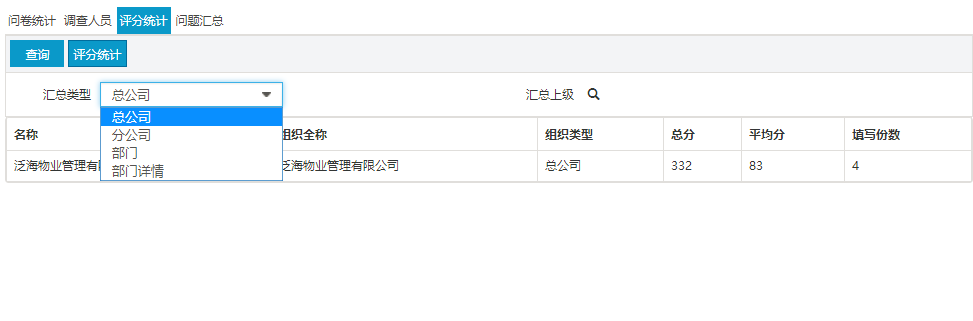 问卷统计 调查人员 评分统计 问题汇总
查询 评分统计
汇总类型 总公司 汇总上级
总公司
分公司
部门
部门详情
名称 组织全称 组织类型 总分 平均分 填写份数
泛海物业管理有 泛海物业管理有限公司 总公司 332 83 4